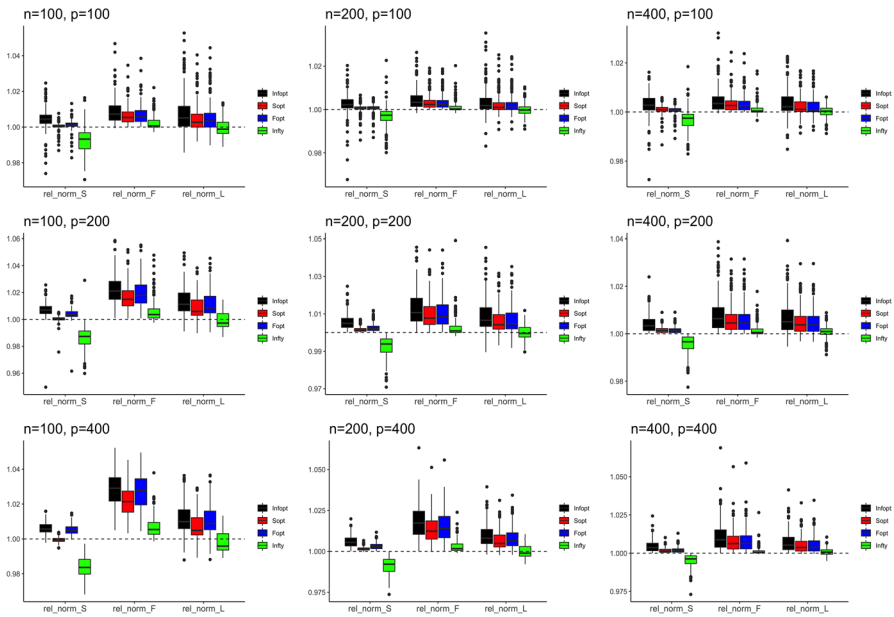 n=100, p=100
1.04
1.02
1.00
0.98
rel_norm_S rel_norm_F rel_norm_L
Infopt
Sopt
Fopt
Infty
n=200, p=100
1.02
1.00
0.98
rel_norm_S rel_norm_F rel_norm_L
Infopt
Sopt
Fopt
Infty
n=400, p=100
1.02
1.00
0.98
rel_norm_S rel_norm_F rel_norm_L
Infopt
Sopt
Fopt
Infty
n=100, p=200
1.06
1.04
1.02
1.00
0.98
0.96
rel_norm_S rel_norm_F rel_norm_L
Infopt
Sopt
Fopt
Infty
n=200, p=200
1.05
1.03
1.01
0.99
0.97
rel_norm_S rel_norm_F rel_norm_L
Infopt
Sopt
Fopt
Infty
n=400, p=200
1.04
1.02
1.00
0.98
rel_norm_S rel_norm_F rel_norm_L
Infopt
Sopt
Fopt
Infty
n=100, p=400
1.04
1.02
1.00
0.98
rel_norm_S rel_norm_F rel_norm_L
Infopt
Sopt
Fopt
Infty
n=200, p=400
1.050
1.025
1.000
0.975
rel_norm_S rel_norm_F rel_norm_L
Infopt
Sopt
Fopt
Infty
n=400, p=400
1.050
1.025
1.000
0.975
rel_norm_S rel_norm_F rel_norm_L
Infopt
Sopt
Fopt
Infty